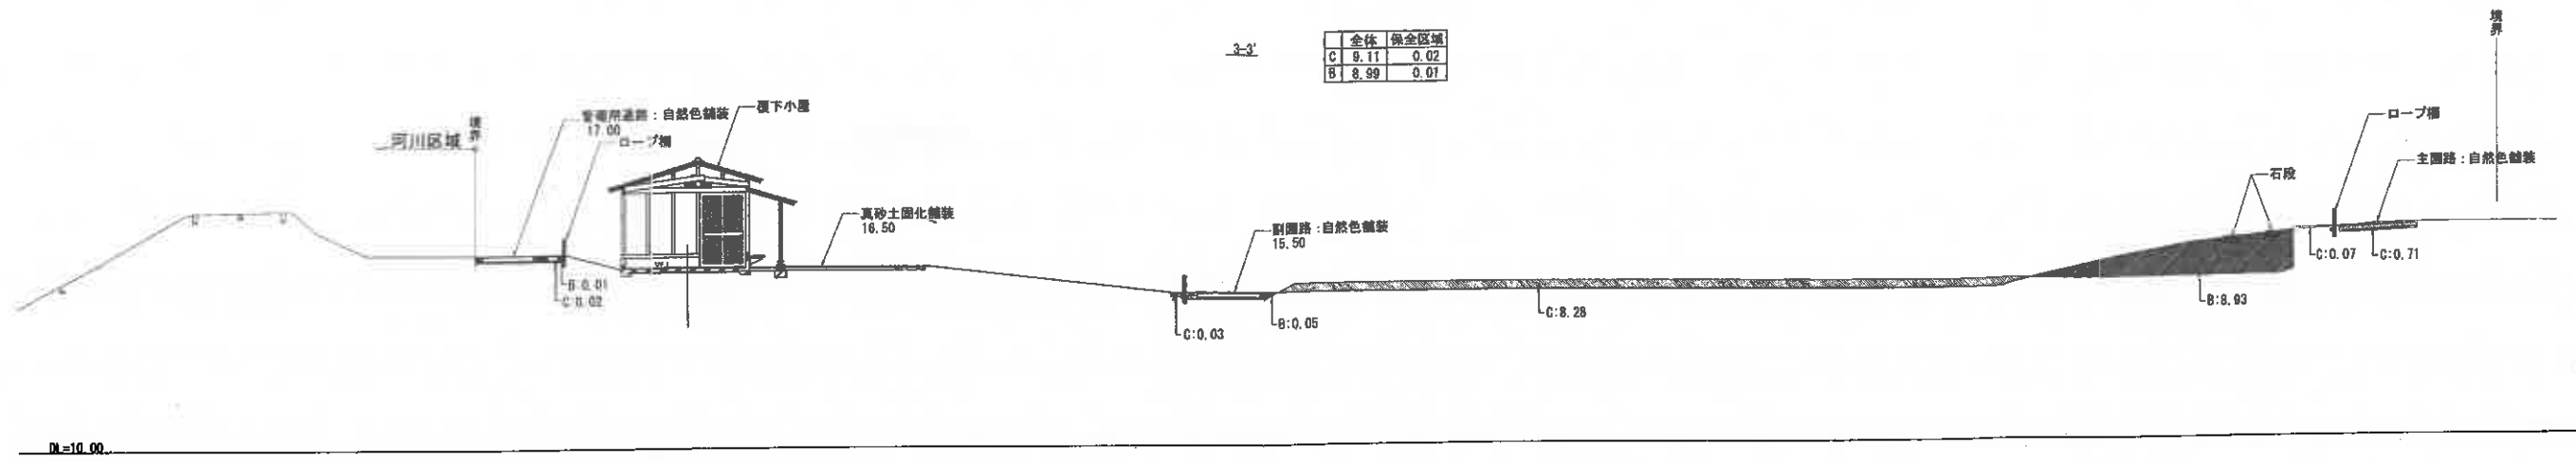 3-3'
全体 保全区域
C 9.11 0.02
B 8.99 0.01
境界
河川区域
境界
管理用通路：自然色舗装
17.00
ロープ柵
榎下小屋
真砂土固化舗装
16.50
副園路：自然色舗装
15.50
石段
ロープ柵
主園路：自然色舗装
B:0.01
C:0.02
C:0.03
B:0.05
C:8.28
B:8.93
C:0.07
C:0.71
DL=10.00